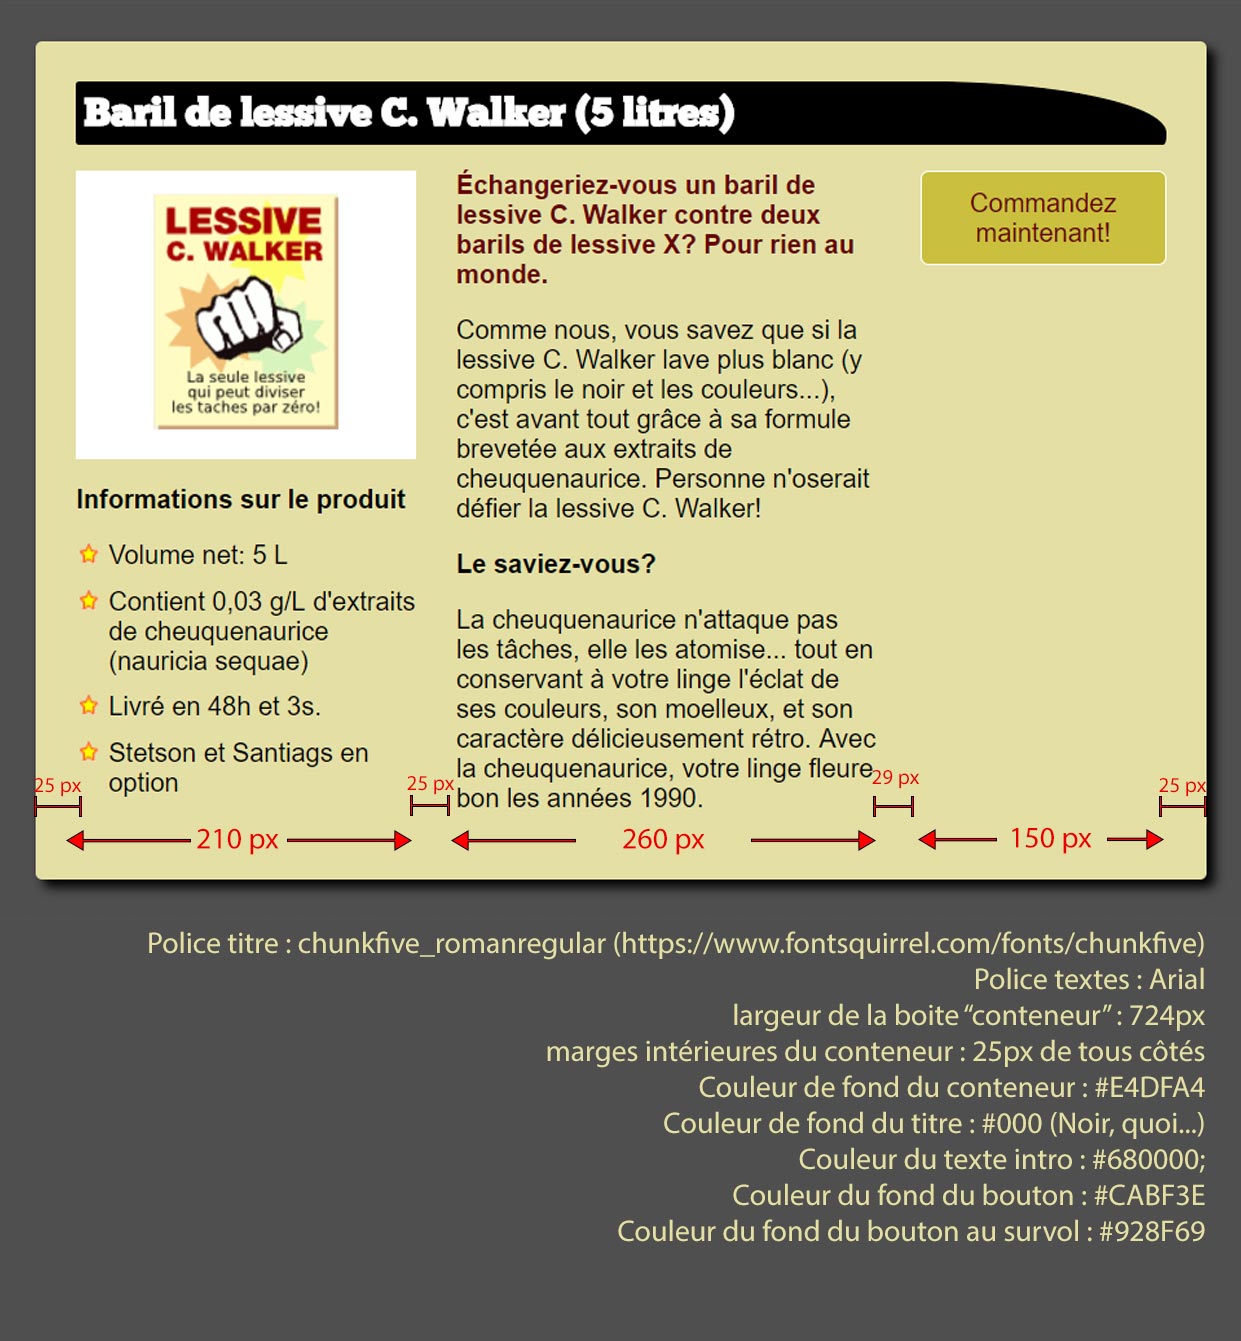 Baril de lessive C. Walker (5 litres)
LESSIVE
C. WALKER
La seule lessive
qui peut diviser
les taches par zéro!
Informations sur le produit
Volume net: 5 L
Contient 0,03 g/L d'extraits
de cheuquenaurice
(nauricia sequae)
Livré en 48h et 3s.
Stetson et Santiags en
option
Échangeriez-vous un baril de
lessive C. Walker contre deux
barils de lessive X? Pour rien au
monde.
Comme nous, vous savez que si la
lessive C. Walker lave plus blanc (y
compris le noir et les couleurs...),
c'est avant tout grâce à sa formule
brevetée aux extraits de
cheuquenaurice. Personne n'oserait
défier la lessive C. Walker!
Le saviez-vous?
La cheuquenaurice n'attaque pas
les tâches, elle les atomise... tout en
conservant à votre linge l'éclat de
ses couleurs, son moelleux, et son
caractère délicieusement rétro. Avec
la cheuquenaurice, votre linge fleure
bon les années 1990.
Commandez
maintenant!
25 px
25 px
29 px
25 px
210 px
260 px
150 px
Police titre : chunkfive_romanregular (https://www.fontsquirrel.com/fonts/chunkfive)
Police textes : Arial
largeur de la boite “conteneur” : 724px
marges intérieures du conteneur : 25px de tous côtés
Couleur de fond du conteneur : #E4DFA4
Couleur de fond du titre : #000 (Noir, quoi...)
Couleur du texte intro : #680000;
Couleur du fond du bouton : #CABF3E
Couleur du fond du bouton au survol : #928F69